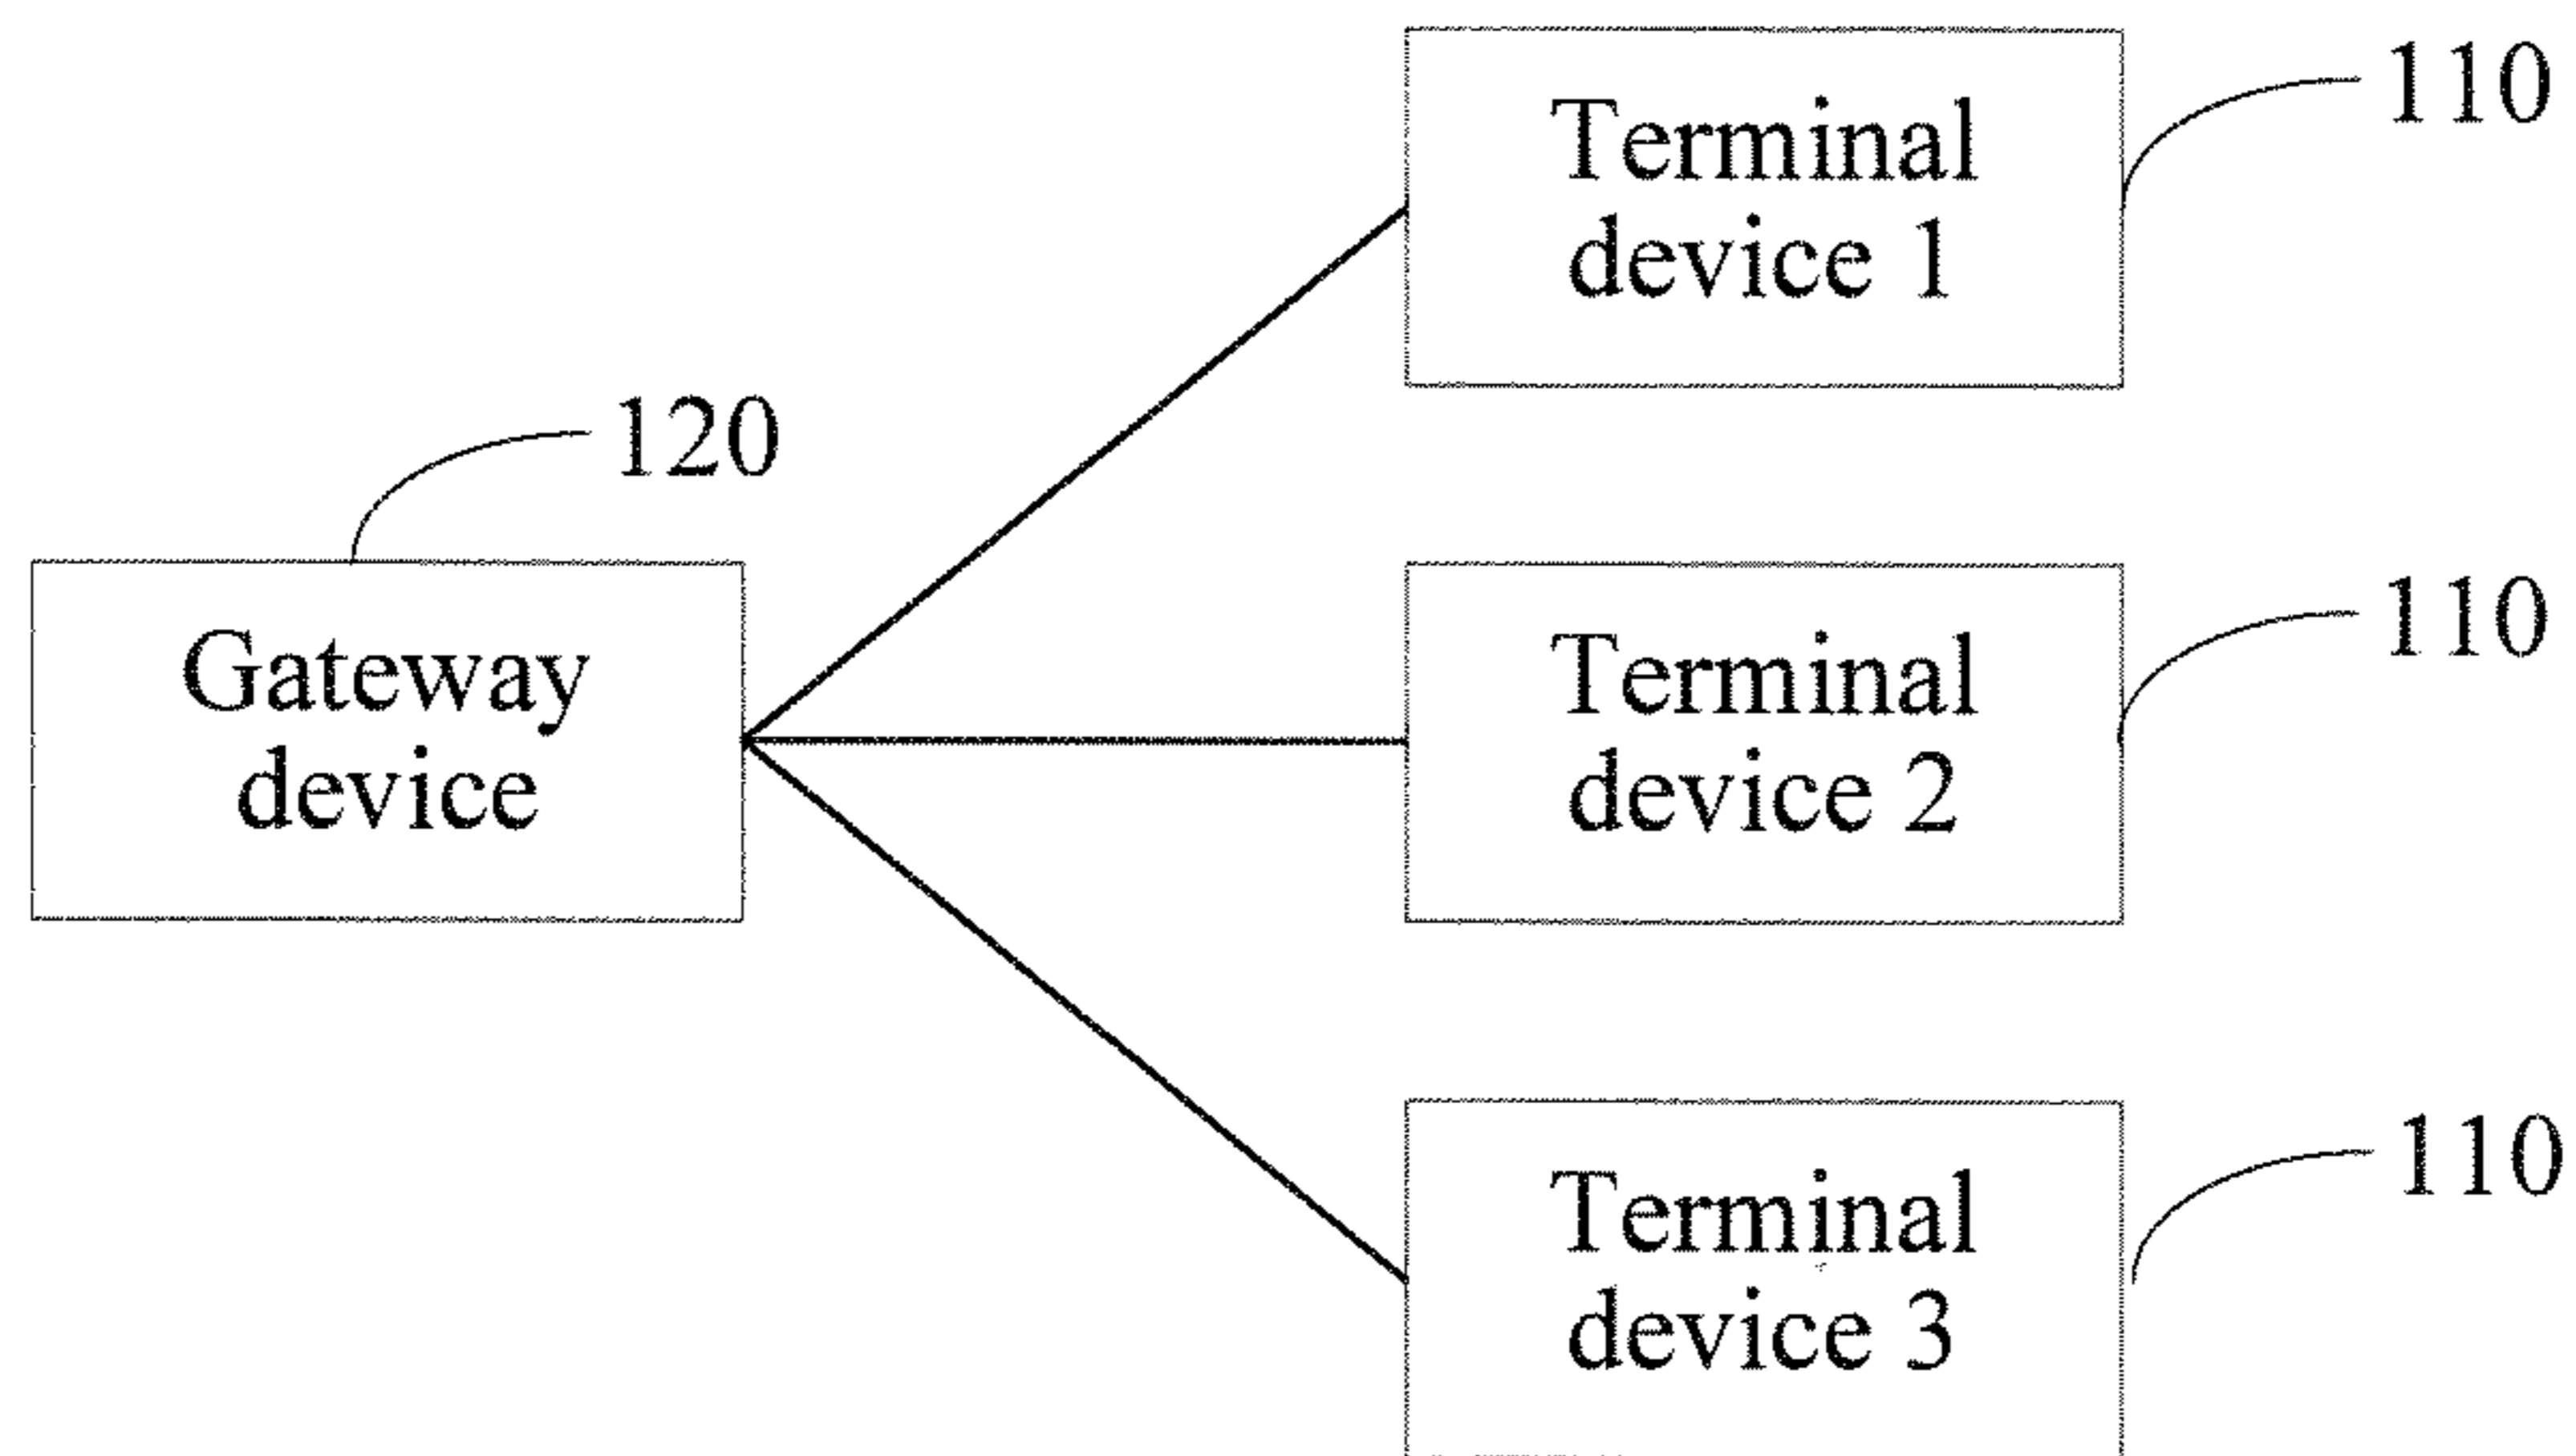 Terminal
device 1
110
120
Gateway
device
Terminal
device 2
110
Terminal
device 3
110